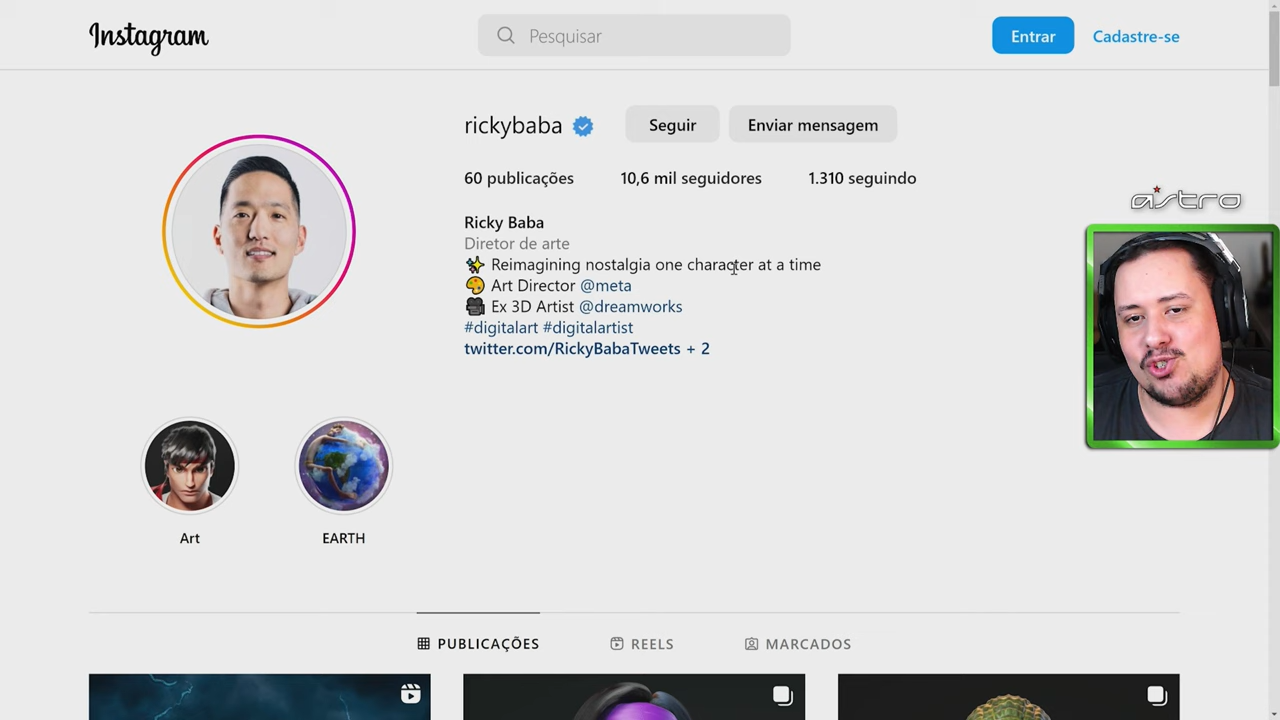 Instagram
Pesquisar
Entrar
Cadastre-se
rickybaba
Seguir
Enviar mensagem
60 publicações
10,6 mil seguidores
1.310 seguindo
Ricky Baba
Diretor de arte
✨ Reimagining nostalgia one character at a time
🎨 Art Director @meta
🎥 Ex 3D Artist @dreamworks
#digitalart #digitalartist
twitter.com/RickyBabaTweets + 2
astro
Art
EARTH
PUBLICAÇÕES
REELS
MARCADOS